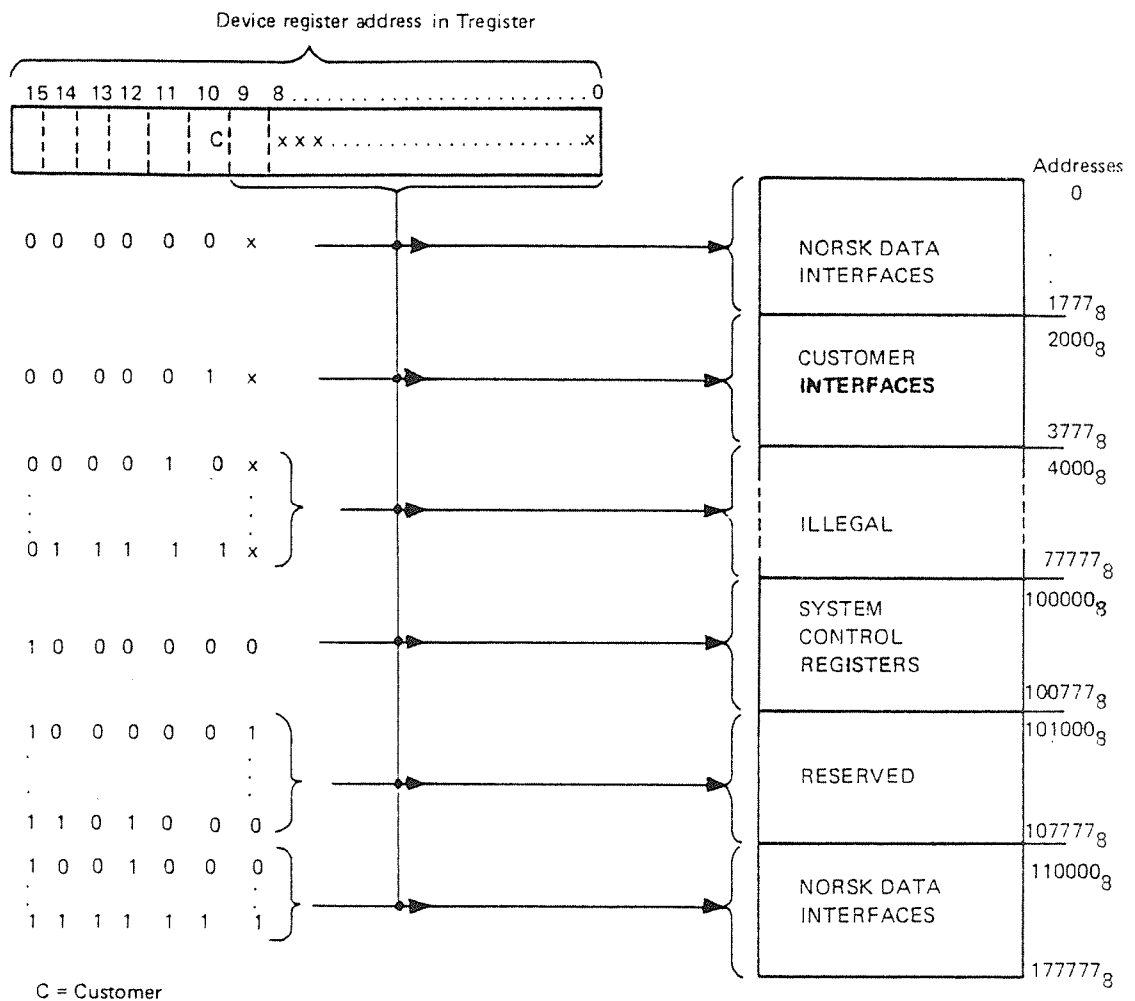 Device register address in Tregister
15 14 13 12 11 10 9 8 . . . . . . . . . . . . . . . . . . . . . . . . . . . . . . 0
C x x x . . . . . . . . . . . . . . . . . . . . . . . . . . x
Addresses
0
.
.
0 0 0 0 0 0 x
NORSK DATA
INTERFACES
1777₈
2000₈
0 0 0 0 0 1 x
CUSTOMER
INTERFACES
3777₈
4000₈
0 0 0 0 1 0 x
. .
. .
. .
0 1 1 1 1 1 x
ILLEGAL
77777₈
100000₈
1 0 0 0 0 0 0
SYSTEM
CONTROL
REGISTERS
100777₈
101000₈
1 0 0 0 0 0 1
. .
. .
. .
1 1 0 1 0 0 0
RESERVED
107777₈
110000₈
1 0 0 1 0 0 0
. .
. .
1 1 1 1 1 1 1
NORSK DATA
INTERFACES
177777₈
C = Customer